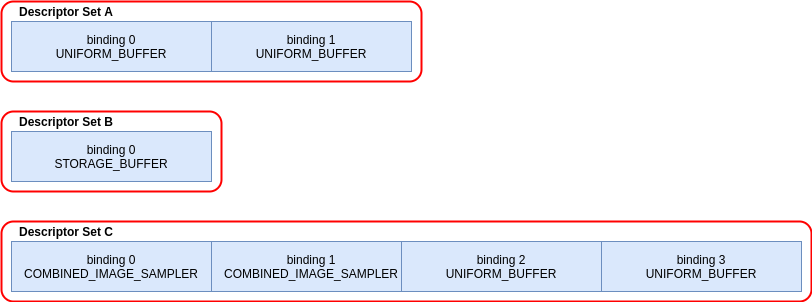 Descriptor Set A
binding 0
UNIFORM_BUFFER
binding 1
UNIFORM_BUFFER
Descriptor Set B
binding 0
STORAGE_BUFFER
Descriptor Set C
binding 0
COMBINED_IMAGE_SAMPLER
binding 1
COMBINED_IMAGE_SAMPLER
binding 2
UNIFORM_BUFFER
binding 3
UNIFORM_BUFFER